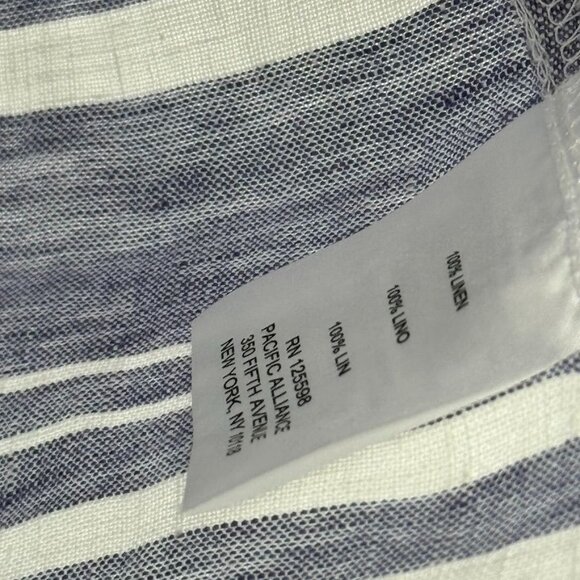 100% LINEN
100% LINO
100% LIN
RN 125598
PACIFIC ALLIANCE
350 FIFTH AVENUE
NEW YORK, NY 10118